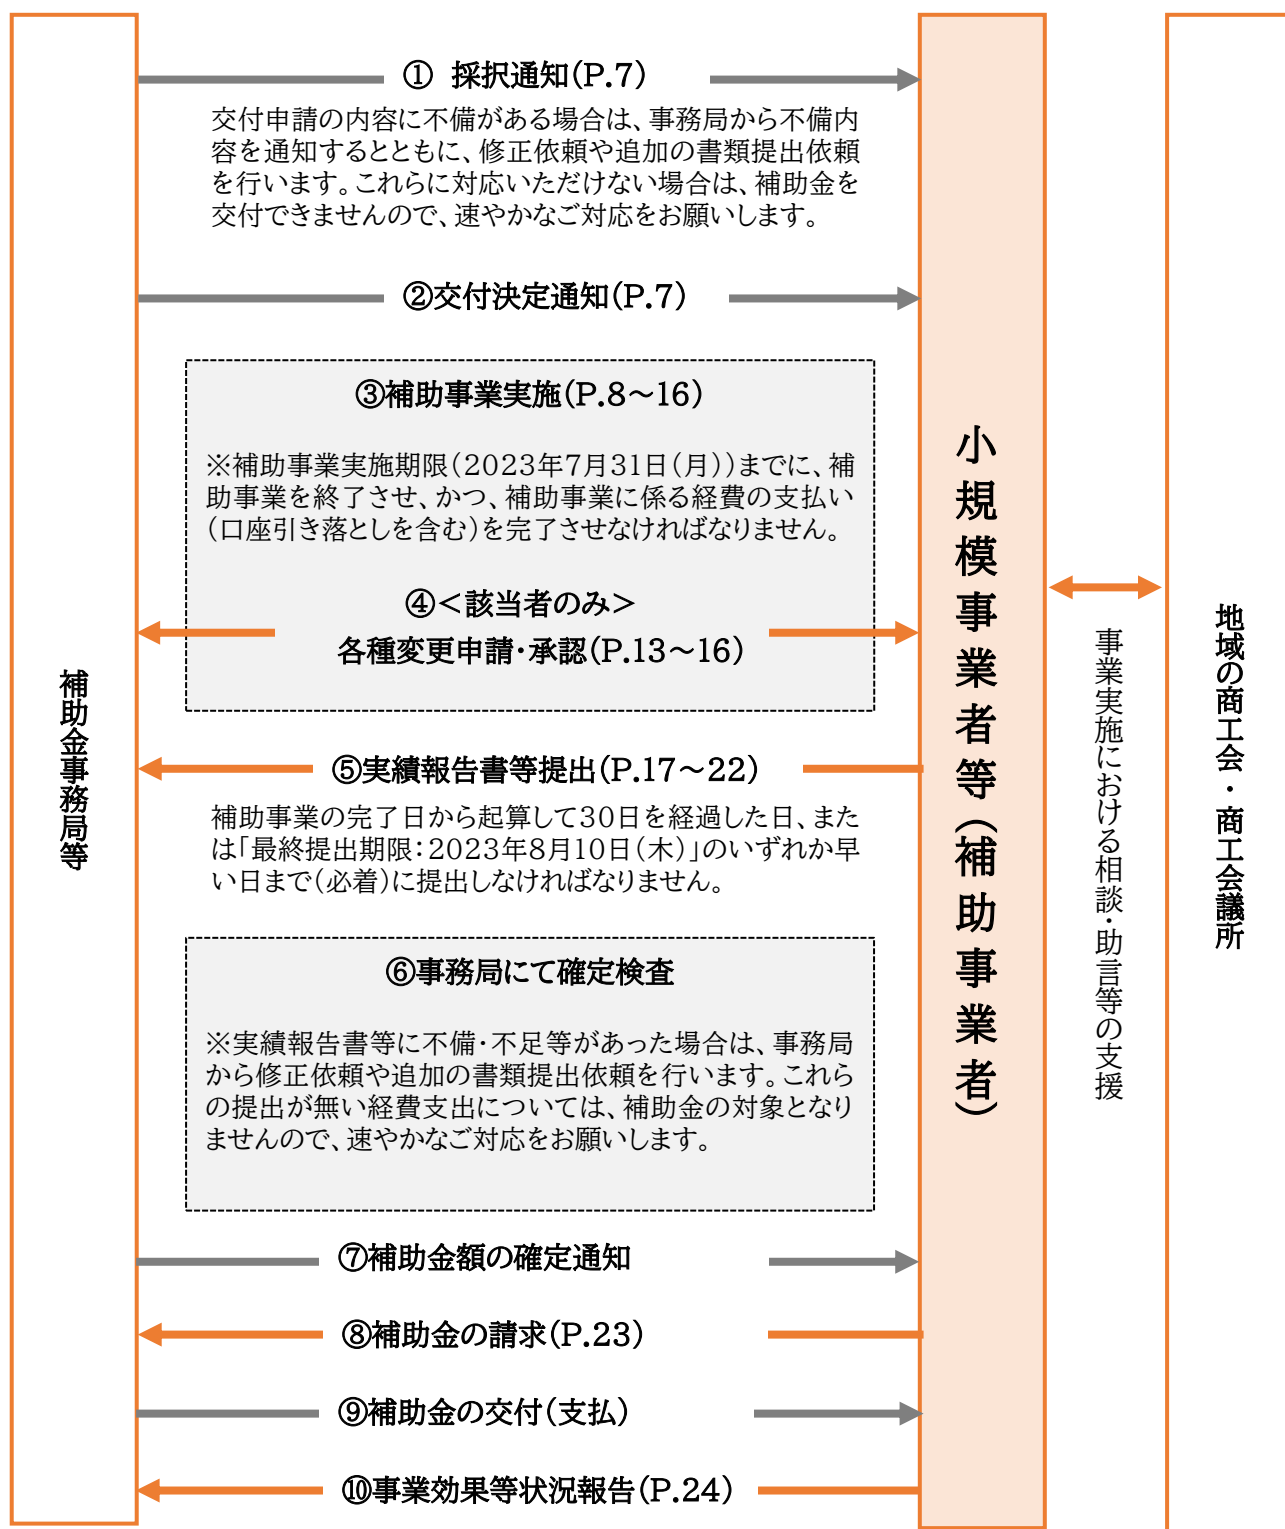 ① 採択通知(P.7)
交付申請の内容に不備がある場合は、事務局から不備内
容を通知するとともに、修正依頼や追加の書類提出依頼
を行います。これらに対応いただけない場合は、補助金を
交付できませんので、速やかなご対応をお願いします。
②交付決定通知(P.7)
③補助事業実施(P.8～16)
※補助事業実施期限(2023年7月31日(月))までに、補
助事業を終了させ、かつ、補助事業に係る経費の支払い
(口座引き落としを含む)を完了させなければなりません。
④＜該当者のみ＞
各種変更申請・承認(P.13～16)
⑤実績報告書等提出(P.17～22)
補助事業の完了日から起算して30日を経過した日、また
は「最終提出期限：2023年8月10日(木)」のいずれか早
い日まで(必着)に提出しなければなりません。
⑥事務局にて確定検査
※実績報告書等に不備・不足等があった場合は、事務局
から修正依頼や追加の書類提出依頼を行います。これら
の提出が無い経費支出については、補助金の対象となり
ませんので、速やかなご対応をお願いします。
⑦補助金額の確定通知
⑧補助金の請求(P.23)
⑨補助金の交付(支払)
⑩事業効果等状況報告(P.24)
補助金事務局等
小規模事業者等(補助事業者)
事業実施における相談・助言等の支援
地域の商工会・商工会議所